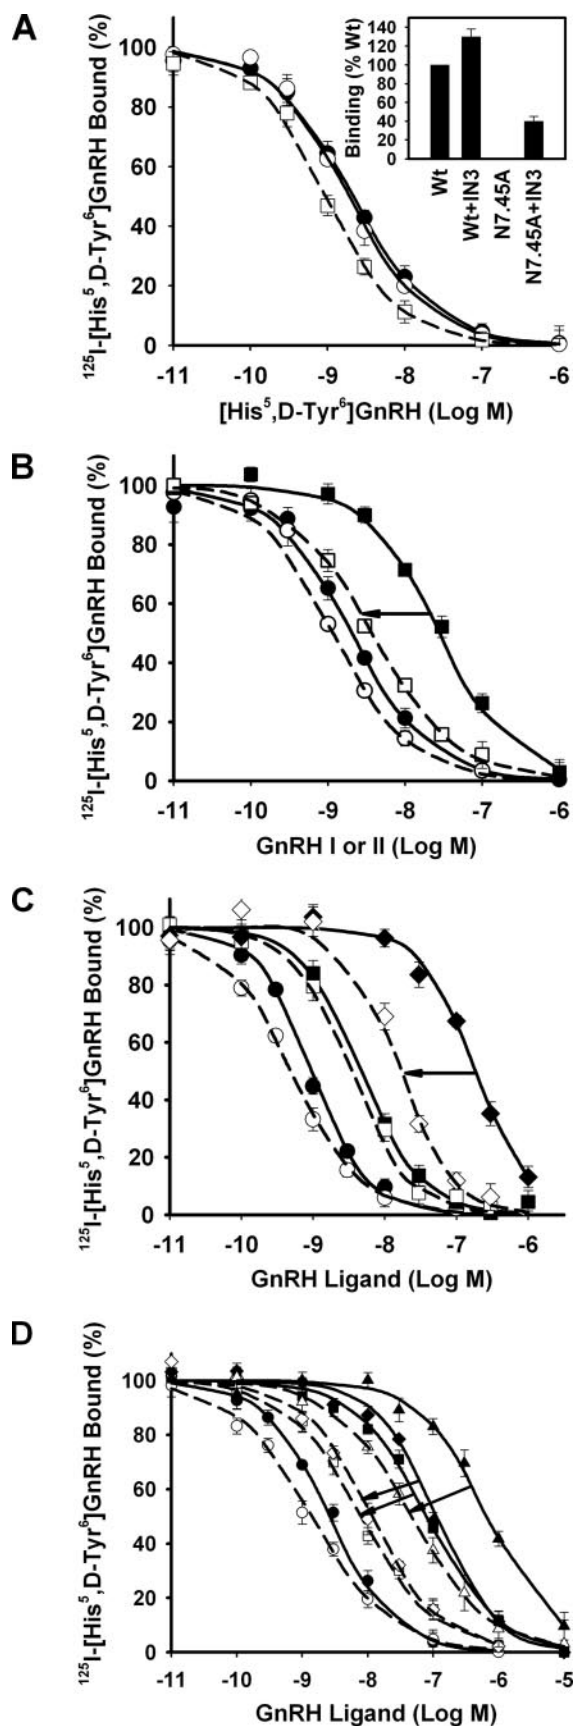 A
¹²⁵I-[His⁵,D-Tyr⁶]GnRH Bound (%)
100
80
60
40
20
0
-11 -10 -9 -8 -7 -6
[His⁵,D-Tyr⁶]GnRH (Log M)
Binding (% Wt)
140
120
100
80
60
40
20
0
Wt
Wt+IN3
N7.45A
N7.45A+IN3
B
¹²⁵I-[His⁵,D-Tyr⁶]GnRH Bound (%)
100
80
60
40
20
0
-11 -10 -9 -8 -7 -6
GnRH I or II (Log M)
C
¹²⁵I-[His⁵,D-Tyr⁶]GnRH Bound (%)
100
80
60
40
20
0
-11 -10 -9 -8 -7 -6 -5
GnRH Ligand (Log M)
D
¹²⁵I-[His⁵,D-Tyr⁶]GnRH Bound (%)
100
80
60
40
20
0
-11 -10 -9 -8 -7 -6 -5
GnRH Ligand (Log M)